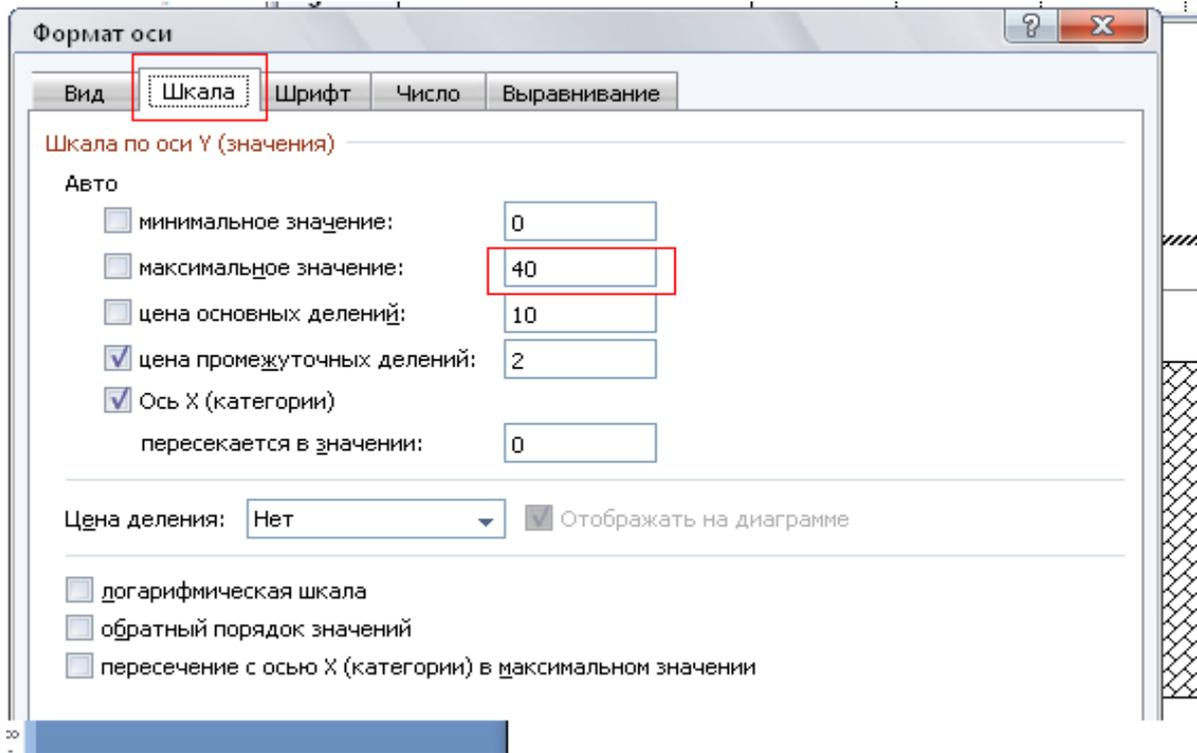 Формат оси
Вид Шкала Шрифт Число Выравнивание
Шкала по оси Y (значения)
Авто
минимальное значение: 0
максимальное значение: 40
цена основных делений: 10
цена промежуточных делений: 2
Ось X (категории)
пересекается в значении: 0
Цена деления: Нет Отображать на диаграмме
логарифмическая шкала
обратный порядок значений
пересечение с осью X (категории) в максимальном значении